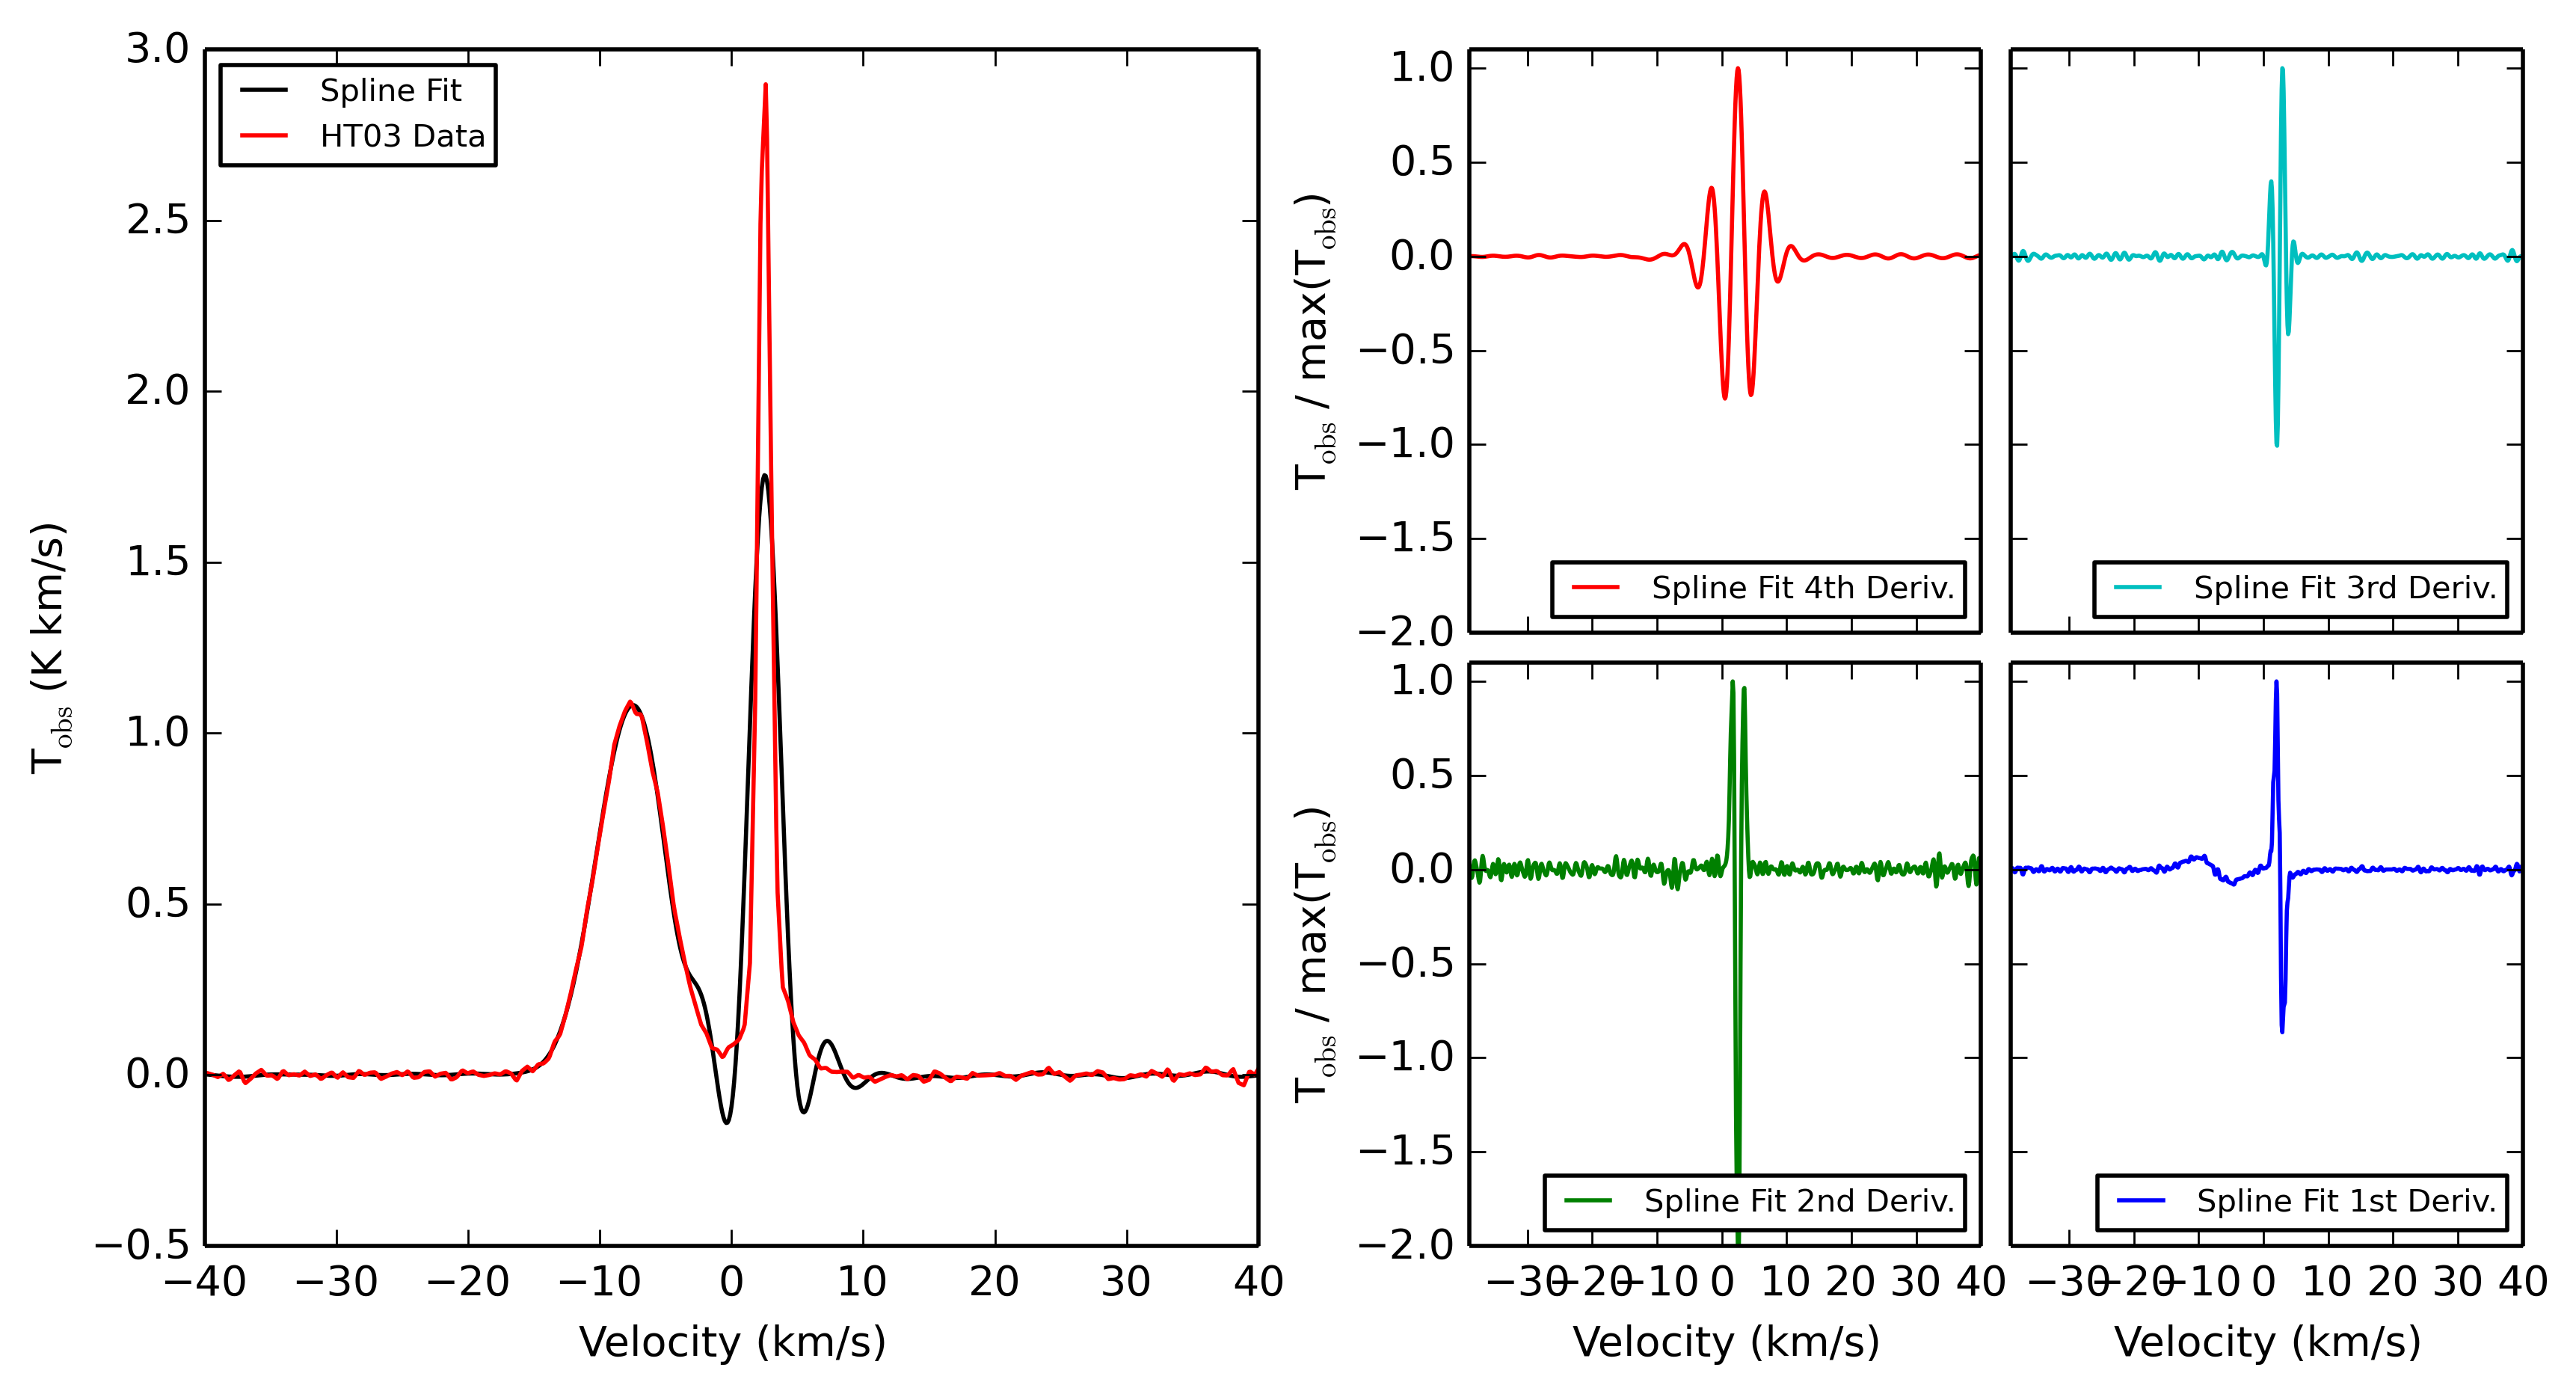 3.0
2.5
2.0
1.5
1.0
0.5
0.0
−0.5
T_obs (K km/s)
Spline Fit
HT03 Data
−40 −30 −20 −10 0 10 20 30 40
Velocity (km/s)
1.0
0.5
0.0
−0.5
−1.0
−1.5
−2.0
T_obs / max(T_obs)
Spline Fit 4th Deriv.
Spline Fit 3rd Deriv.
1.0
0.5
0.0
−0.5
−1.0
−1.5
−2.0
T_obs / max(T_obs)
Spline Fit 2nd Deriv.
−30 −20 −10 0 10 20 30 40
Velocity (km/s)
Spline Fit 1st Deriv.
−30 −20 −10 0 10 20 30 40
Velocity (km/s)